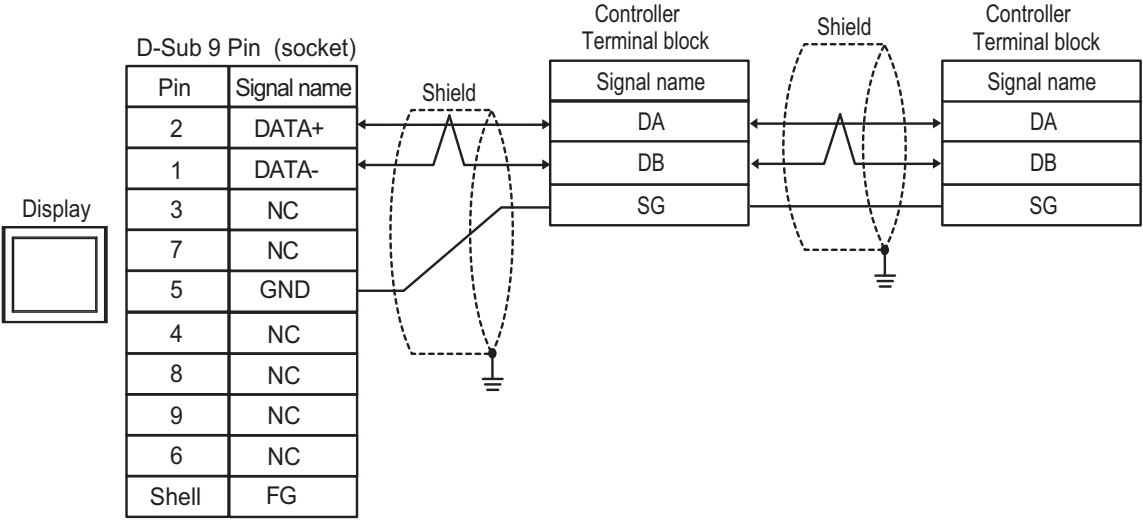 Display
D-Sub 9 Pin (socket)
Pin Signal name
2 DATA+
1 DATA-
3 NC
7 NC
5 GND
4 NC
8 NC
9 NC
6 NC
Shell FG
Shield
Controller
Terminal block
Signal name
DA
DB
SG
Shield
Controller
Terminal block
Signal name
DA
DB
SG